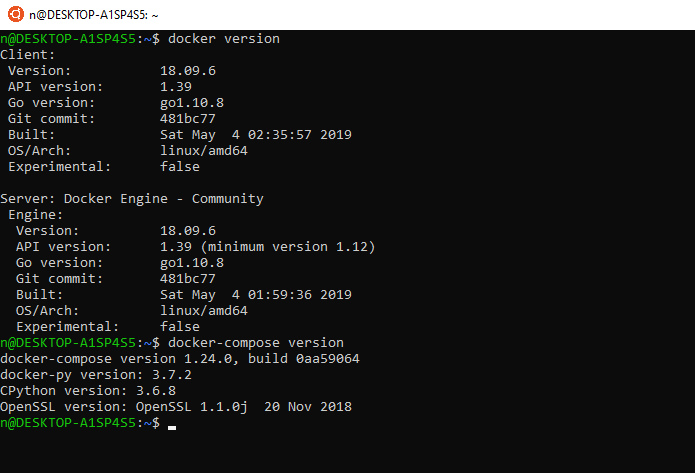 n@DESKTOP-A1SP4S5: ~
n@DESKTOP-A1SP4S5:~$ docker version
Client:
 Version:           18.09.6
 API version:       1.39
 Go version:        go1.10.8
 Git commit:        481bc77
 Built:             Sat May  4 02:35:57 2019
 OS/Arch:           linux/amd64
 Experimental:      false

Server: Docker Engine - Community
 Engine:
  Version:          18.09.6
  API version:      1.39 (minimum version 1.12)
  Go version:       go1.10.8
  Git commit:       481bc77
  Built:            Sat May  4 01:59:36 2019
  OS/Arch:          linux/amd64
  Experimental:     false
n@DESKTOP-A1SP4S5:~$ docker-compose version
docker-compose version 1.24.0, build 0aa59064
docker-py version: 3.7.2
CPython version: 3.6.8
OpenSSL version: OpenSSL 1.1.0j  20 Nov 2018
n@DESKTOP-A1SP4S5:~$